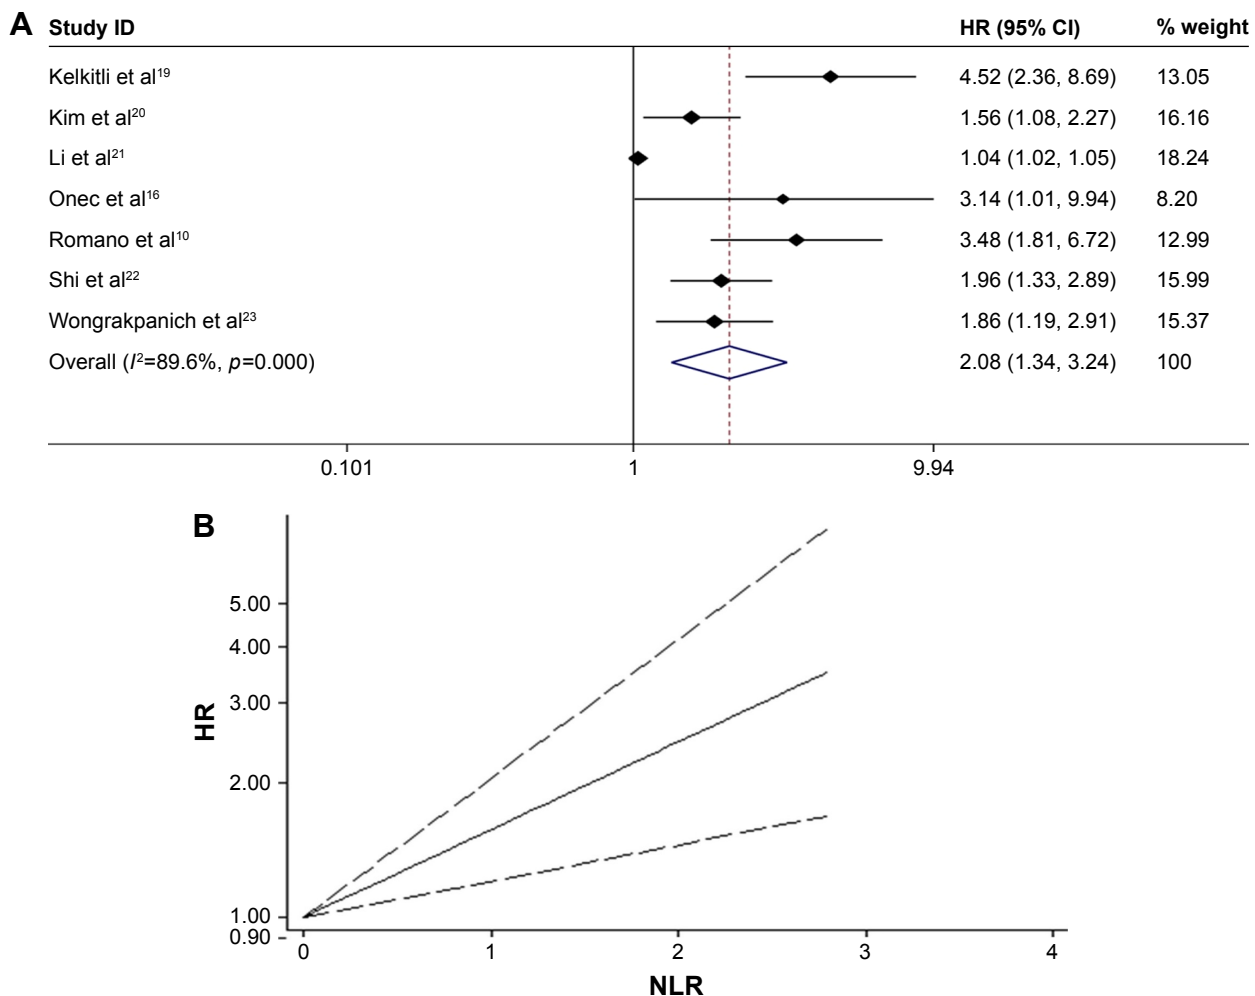 A Study ID HR (95% CI) % weight
Kelkitli et al19 4.52 (2.36, 8.69) 13.05
Kim et al20 1.56 (1.08, 2.27) 16.16
Li et al21 1.04 (1.02, 1.05) 18.24
Onec et al16 3.14 (1.01, 9.94) 8.20
Romano et al10 3.48 (1.81, 6.72) 12.99
Shi et al22 1.96 (1.33, 2.89) 15.99
Wongrakpanich et al23 1.86 (1.19, 2.91) 15.37
Overall (I2=89.6%, p=0.000) 2.08 (1.34, 3.24) 100
0.101 1 9.94
B
5.00
4.00
3.00
HR
2.00
1.00
0.90
0 1 2 3 4
NLR